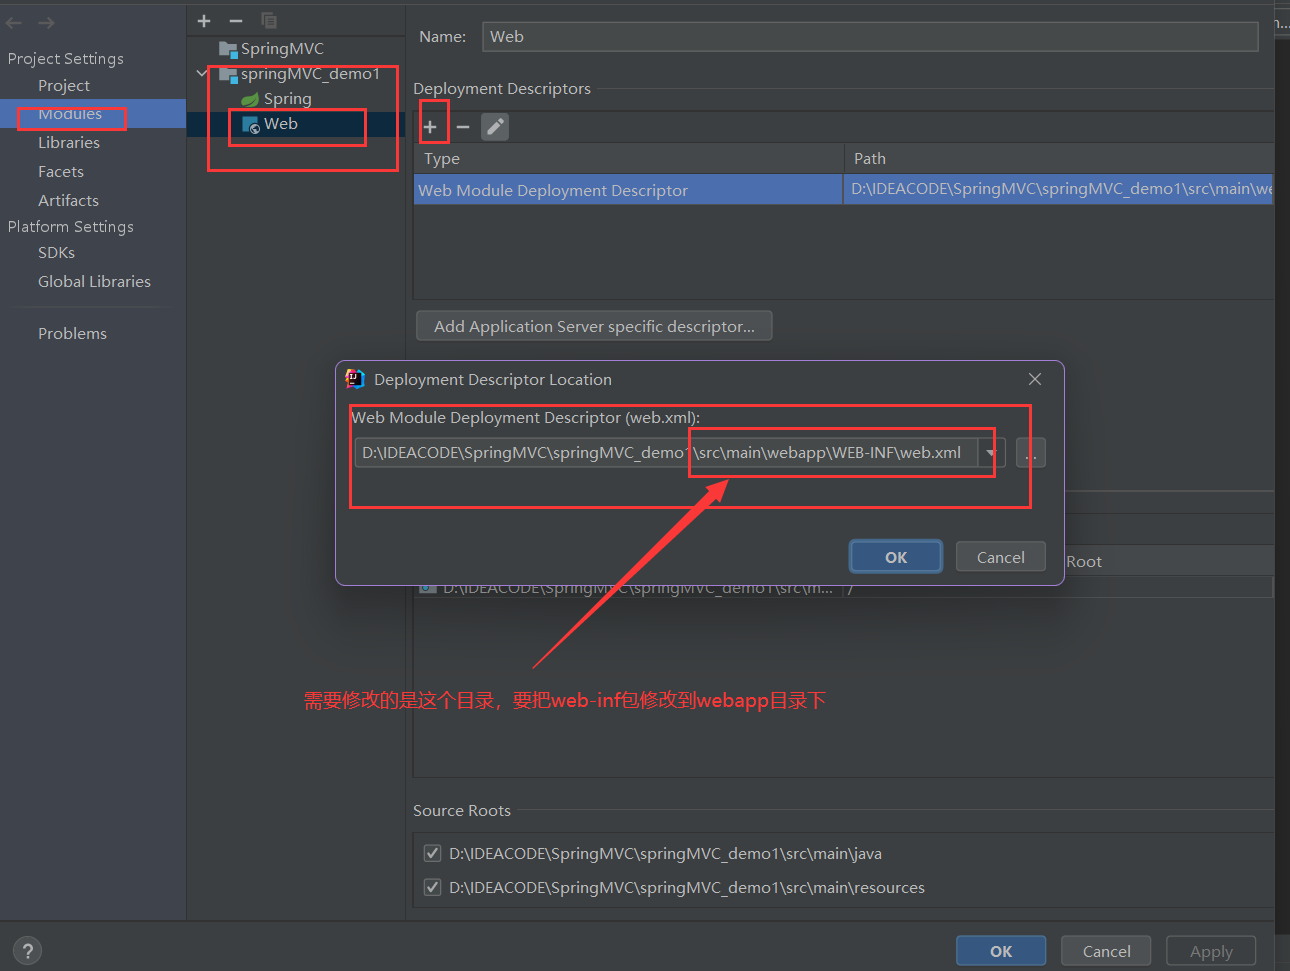 Project Settings
Project
Modules
Libraries
Facets
Artifacts
Platform Settings
SDKs
Global Libraries
Problems
SpringMVC
springMVC_demo1
Spring
Web
Name:
Web
Deployment Descriptors
Type
Path
Web Module Deployment Descriptor
D:\IDEACODE\SpringMVC\springMVC_demo1\src\main\we
Add Application Server specific descriptor...
Deployment Descriptor Location
Web Module Deployment Descriptor (web.xml):
D:\IDEACODE\SpringMVC\springMVC_demo1\src\main\webapp\WEB-INF\web.xml
...
OK
Cancel
Root
D:\IDEACODE\SpringMVC\springMVC_demo1\src\m...
/
需要修改的是这个目录，要把web-inf包修改到webapp目录下
Source Roots
D:\IDEACODE\SpringMVC\springMVC_demo1\src\main\java
D:\IDEACODE\SpringMVC\springMVC_demo1\src\main\resources
?
OK
Cancel
Apply